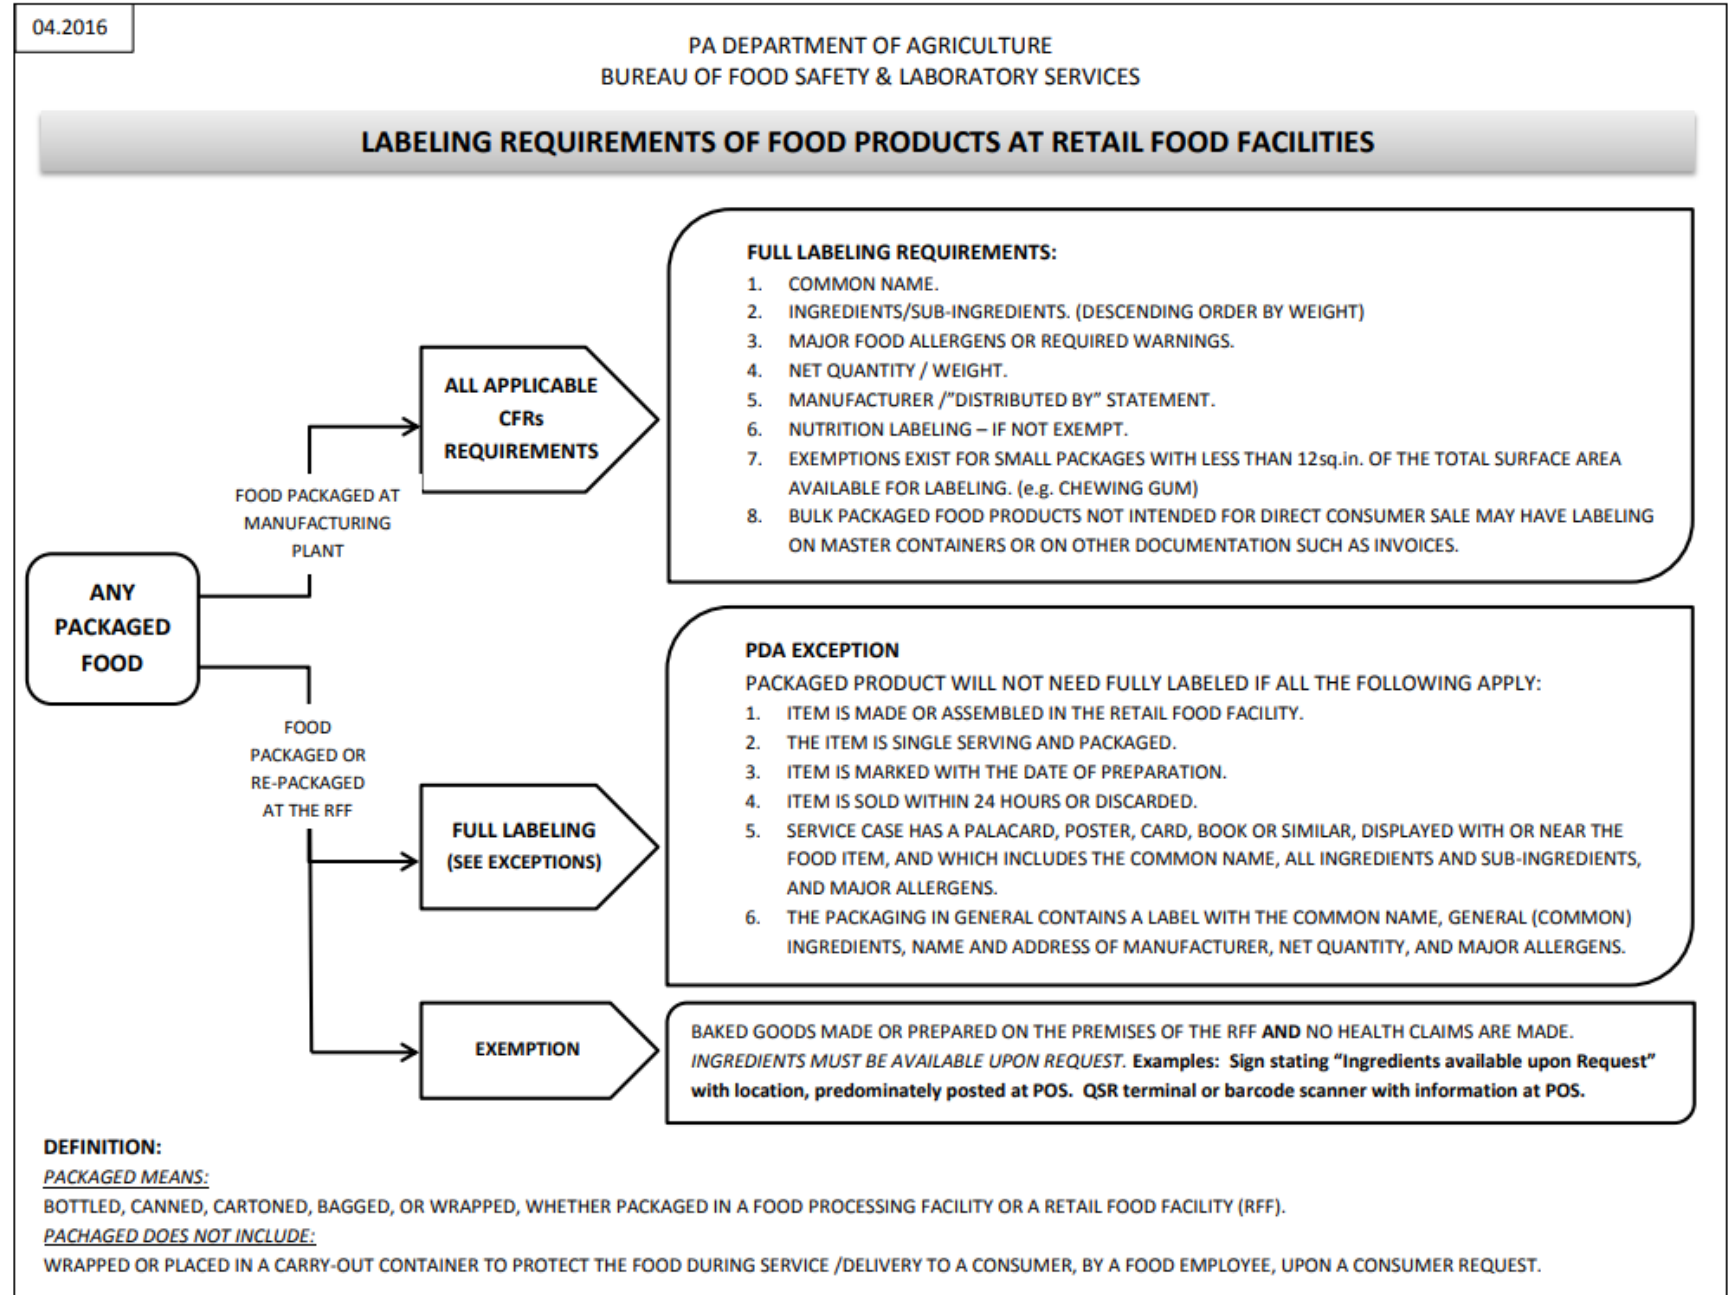 04.2016
PA DEPARTMENT OF AGRICULTURE
BUREAU OF FOOD SAFETY & LABORATORY SERVICES
LABELING REQUIREMENTS OF FOOD PRODUCTS AT RETAIL FOOD FACILITIES
ANY
PACKAGED
FOOD
FOOD PACKAGED AT
MANUFACTURING
PLANT
ALL APPLICABLE
CFRs
REQUIREMENTS
FULL LABELING REQUIREMENTS:
1. COMMON NAME.
2. INGREDIENTS/SUB-INGREDIENTS. (DESCENDING ORDER BY WEIGHT)
3. MAJOR FOOD ALLERGENS OR REQUIRED WARNINGS.
4. NET QUANTITY / WEIGHT.
5. MANUFACTURER /”DISTRIBUTED BY” STATEMENT.
6. NUTRITION LABELING – IF NOT EXEMPT.
7. EXEMPTIONS EXIST FOR SMALL PACKAGES WITH LESS THAN 12sq.in. OF THE TOTAL SURFACE AREA
AVAILABLE FOR LABELING. (e.g. CHEWING GUM)
8. BULK PACKAGED FOOD PRODUCTS NOT INTENDED FOR DIRECT CONSUMER SALE MAY HAVE LABELING
ON MASTER CONTAINERS OR ON OTHER DOCUMENTATION SUCH AS INVOICES.
FOOD
PACKAGED OR
RE-PACKAGED
AT THE RFF
FULL LABELING
(SEE EXCEPTIONS)
PDA EXCEPTION
PACKAGED PRODUCT WILL NOT NEED FULLY LABELED IF ALL THE FOLLOWING APPLY:
1. ITEM IS MADE OR ASSEMBLED IN THE RETAIL FOOD FACILITY.
2. THE ITEM IS SINGLE SERVING AND PACKAGED.
3. ITEM IS MARKED WITH THE DATE OF PREPARATION.
4. ITEM IS SOLD WITHIN 24 HOURS OR DISCARDED.
5. SERVICE CASE HAS A PALACARD, POSTER, CARD, BOOK OR SIMILAR, DISPLAYED WITH OR NEAR THE
FOOD ITEM, AND WHICH INCLUDES THE COMMON NAME, ALL INGREDIENTS AND SUB-INGREDIENTS,
AND MAJOR ALLERGENS.
6. THE PACKAGING IN GENERAL CONTAINS A LABEL WITH THE COMMON NAME, GENERAL (COMMON)
INGREDIENTS, NAME AND ADDRESS OF MANUFACTURER, NET QUANTITY, AND MAJOR ALLERGENS.
EXEMPTION
BAKED GOODS MADE OR PREPARED ON THE PREMISES OF THE RFF AND NO HEALTH CLAIMS ARE MADE.
INGREDIENTS MUST BE AVAILABLE UPON REQUEST. Examples: Sign stating “Ingredients available upon Request”
with location, predominately posted at POS. QSR terminal or barcode scanner with information at POS.
DEFINITION:
PACKAGED MEANS:
BOTTLED, CANNED, CARTONED, BAGGED, OR WRAPPED, WHETHER PACKAGED IN A FOOD PROCESSING FACILITY OR A RETAIL FOOD FACILITY (RFF).
PACHAGED DOES NOT INCLUDE:
WRAPPED OR PLACED IN A CARRY-OUT CONTAINER TO PROTECT THE FOOD DURING SERVICE /DELIVERY TO A CONSUMER, BY A FOOD EMPLOYEE, UPON A CONSUMER REQUEST.